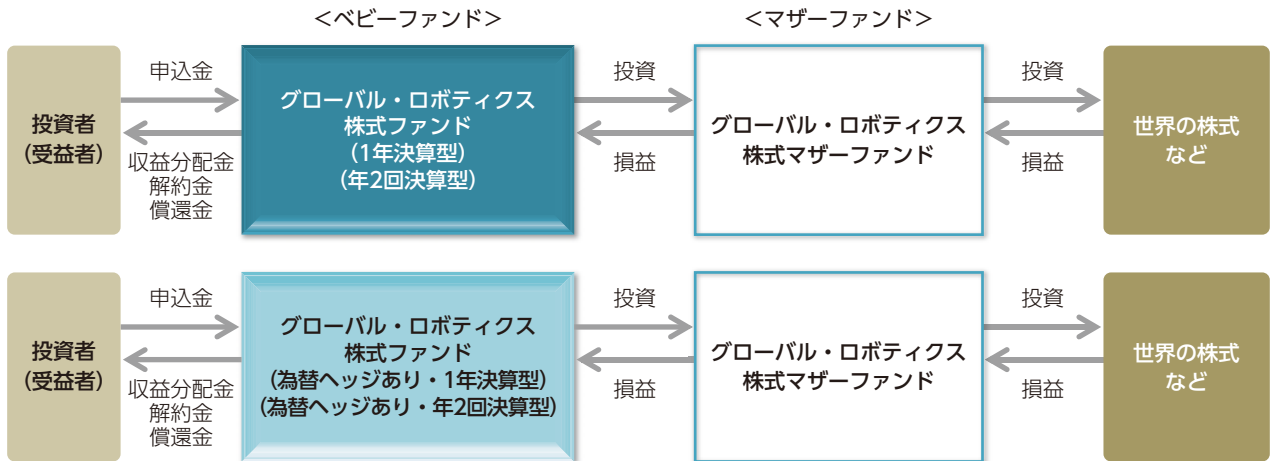 ＜ベビーファンド＞
＜マザーファンド＞
投資者
（受益者）
申込金
収益分配金
解約金
償還金
グローバル・ロボティクス
株式ファンド
（1年決算型）
（年2回決算型）
投資
損益
グローバル・ロボティクス
株式マザーファンド
投資
損益
世界の株式
など
投資者
（受益者）
申込金
収益分配金
解約金
償還金
グローバル・ロボティクス
株式ファンド
（為替ヘッジあり・1年決算型）
（為替ヘッジあり・年2回決算型）
投資
損益
グローバル・ロボティクス
株式マザーファンド
投資
損益
世界の株式
など